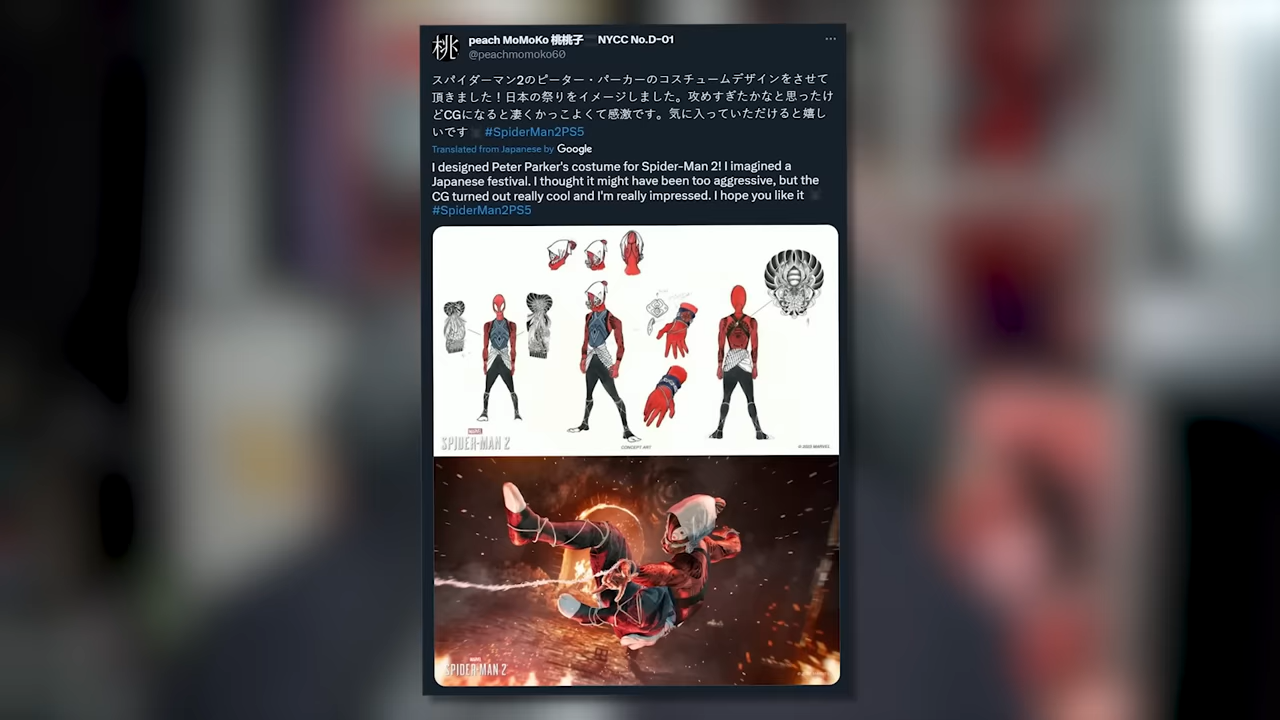 peach MoMoKo 桃桃子 NYCC No.D-01
@peachmomoko60
スパイダーマン2のピーター・パーカーのコスチュームデザインをさせて
頂きました！日本の祭りをイメージしました。攻めすぎたかなと思ったけ
どCGになると凄くかっこよくて感激です。気に入っていただけると嬉し
いです #SpiderMan2PS5
Translated from Japanese by Google
I designed Peter Parker's costume for Spider-Man 2! I imagined a
Japanese festival. I thought it might have been too aggressive, but the
CG turned out really cool and I'm really impressed. I hope you like it
#SpiderMan2PS5
MARVEL
SPIDER-MAN 2
CONCEPT ART
© 2023 MARVEL
MARVEL
SPIDER-MAN 2